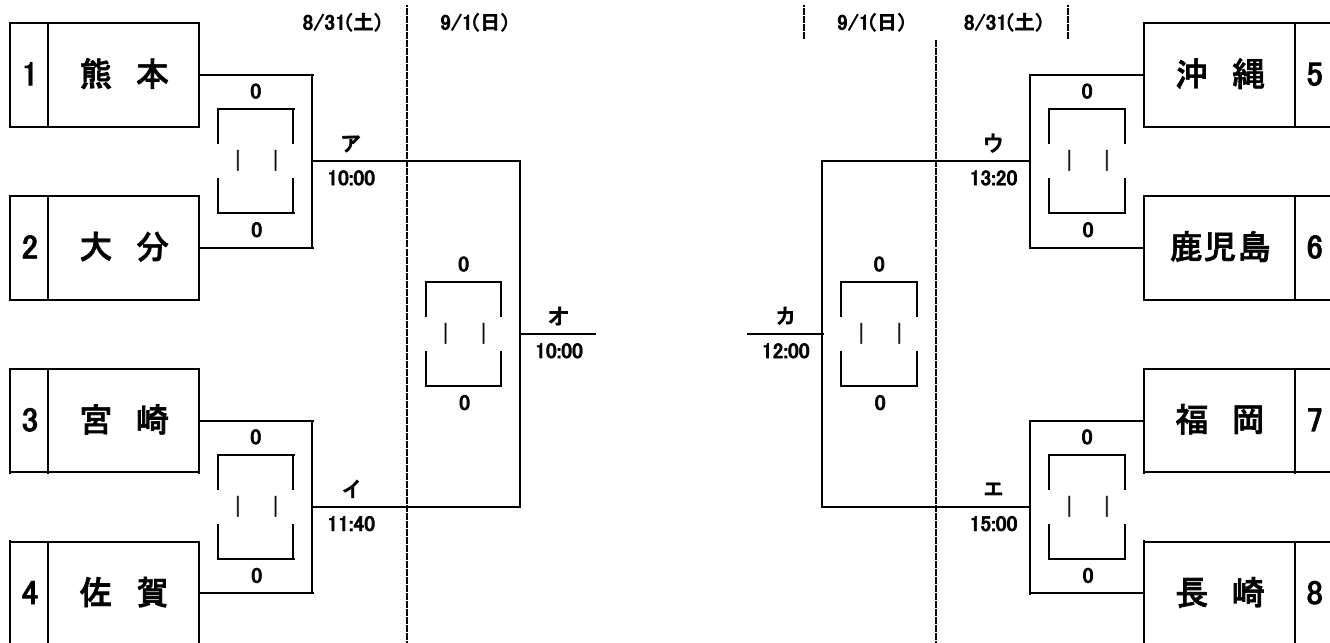 8/31(土) 9/1(日) 9/1(日) 8/31(土)
1 熊 本
0
ア
10:00
0
2 大 分
3 宮 崎
0
イ
11:40
0
4 佐 賀
0
オ
10:00
0
0
カ
12:00
0
沖 縄 5
0
ウ
13:20
0
鹿児島 6
福 岡 7
0
エ
15:00
0
長 崎 8